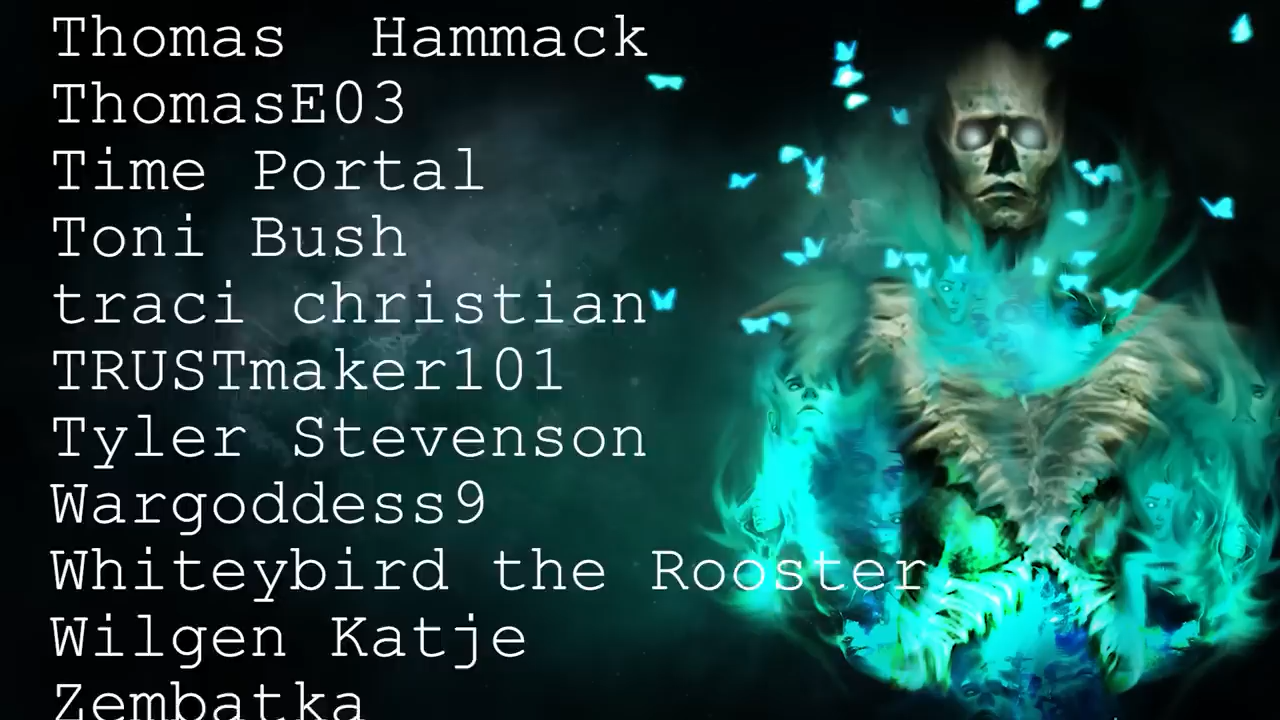 Thomas  Hammack
ThomasE03
Time Portal
Toni Bush
traci christian
TRUSTmaker101
Tyler Stevenson
Wargoddess9
Whiteybird the Rooster
Wilgen Katje
Zembatka